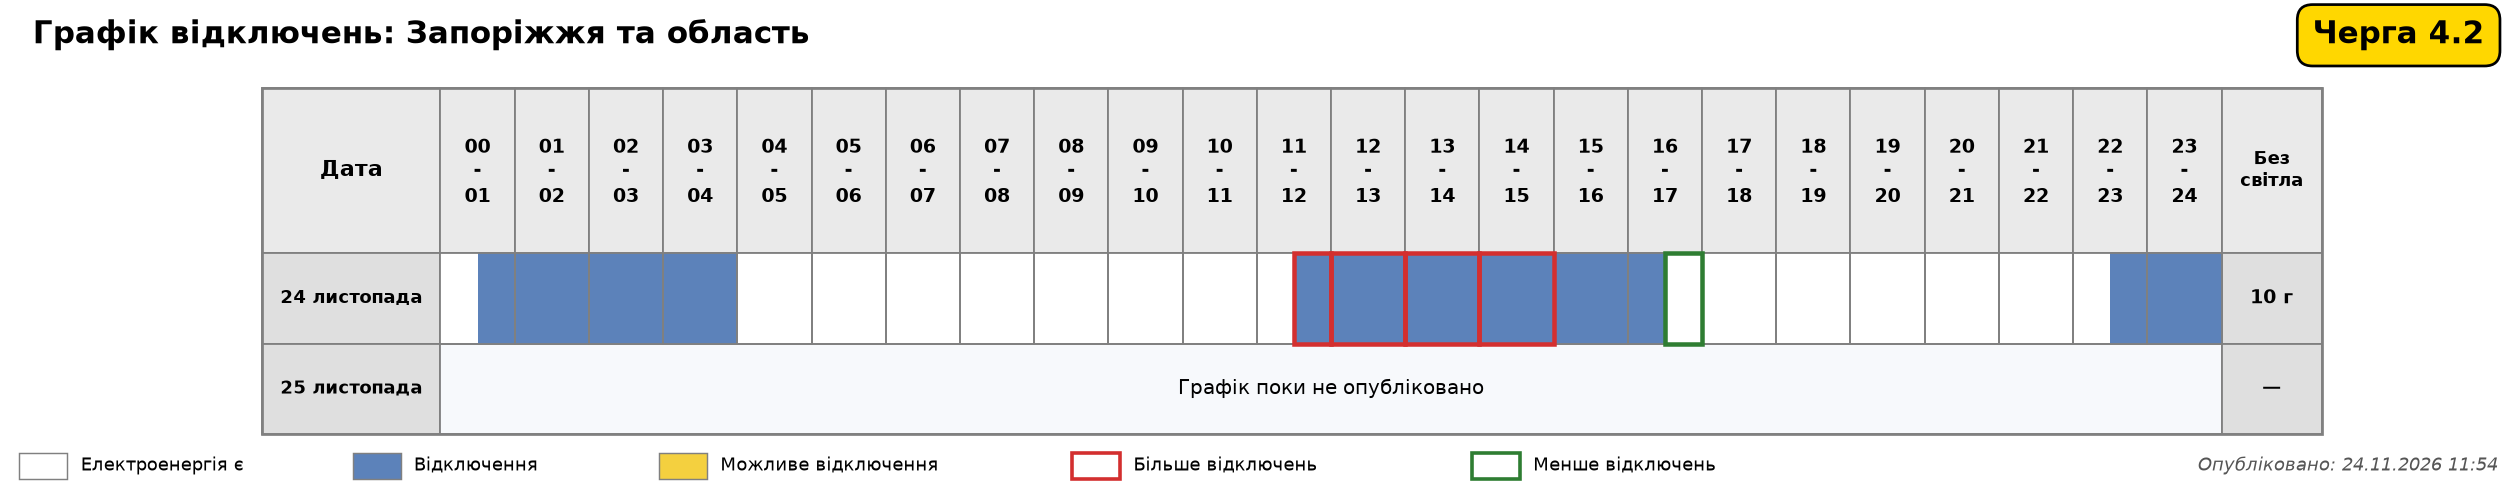 Графік відключень: Запоріжжя та область
Черга 4.2
Дата
00 - 01
01 - 02
02 - 03
03 - 04
04 - 05
05 - 06
06 - 07
07 - 08
08 - 09
09 - 10
10 - 11
11 - 12
12 - 13
13 - 14
14 - 15
15 - 16
16 - 17
17 - 18
18 - 19
19 - 20
20 - 21
21 - 22
22 - 23
23 - 24
Без
світла
24 листопада
10 г
25 листопада
Графік поки не опубліковано
—
Електроенергія є
Відключення
Можливе відключення
Більше відключень
Менше відключень
Опубліковано: 24.11.2026 11:54